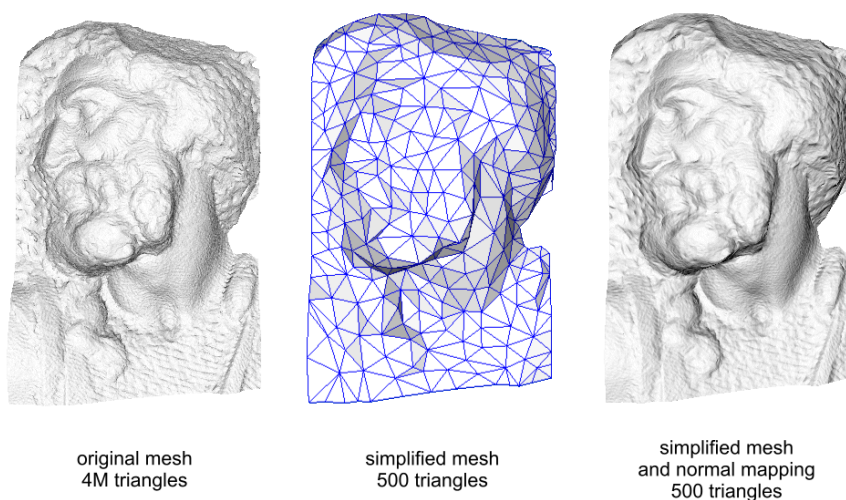 original mesh
4M triangles
simplified mesh
500 triangles
simplified mesh
and normal mapping
500 triangles